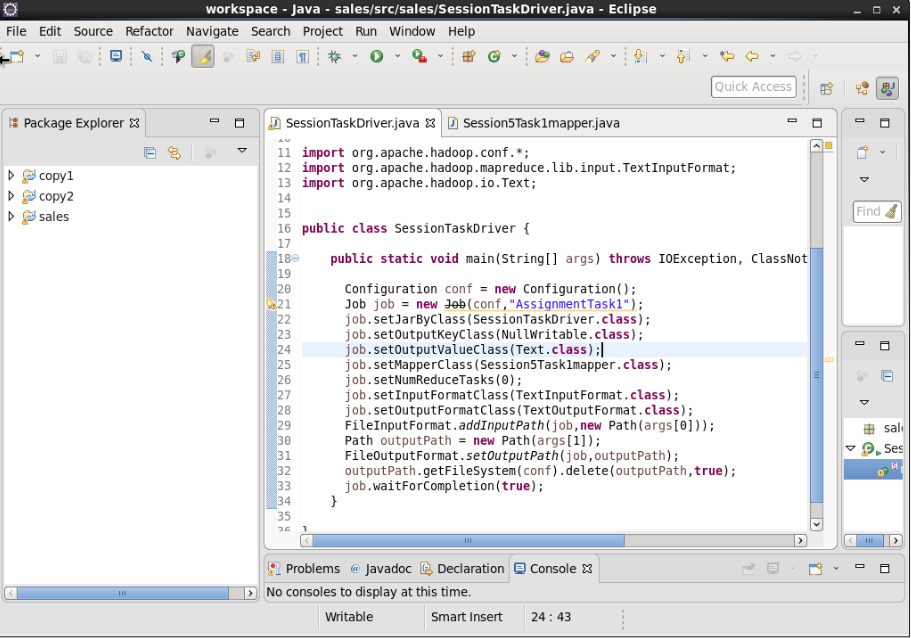 workspace - Java - sales/src/sales/SessionTaskDriver.java - Eclipse
File Edit Source Refactor Navigate Search Project Run Window Help
Quick Access
Package Explorer
SessionTaskDriver.java
Session5Task1mapper.java
copy1
copy2
sales
11 import org.apache.hadoop.conf.*;
12 import org.apache.hadoop.mapreduce.lib.input.TextInputFormat;
13 import org.apache.hadoop.io.Text;
14
15
16 public class SessionTaskDriver {
17
18 public static void main(String[] args) throws IOException, ClassNot
19
20 Configuration conf = new Configuration();
21 Job job = new Job(conf,"AssignmentTask1");
22 job.setJarByClass(SessionTaskDriver.class);
23 job.setOutputKeyClass(NullWritable.class);
24 job.setOutputValueClass(Text.class);
25 job.setMapperClass(Session5Task1mapper.class);
26 job.setNumReduceTasks(0);
27 job.setInputFormatClass(TextInputFormat.class);
28 job.setOutputFormatClass(TextOutputFormat.class);
29 FileInputFormat.addInputPath(job,new Path(args[0]));
30 Path outputPath = new Path(args[1]);
31 FileOutputFormat.setOutputPath(job,outputPath);
32 outputPath.getFileSystem(conf).delete(outputPath,true);
33 job.waitForCompletion(true);
34 }
35
36 }
Find
sal
Ses
Problems
Javadoc
Declaration
Console
No consoles to display at this time.
Writable Smart Insert 24 : 43